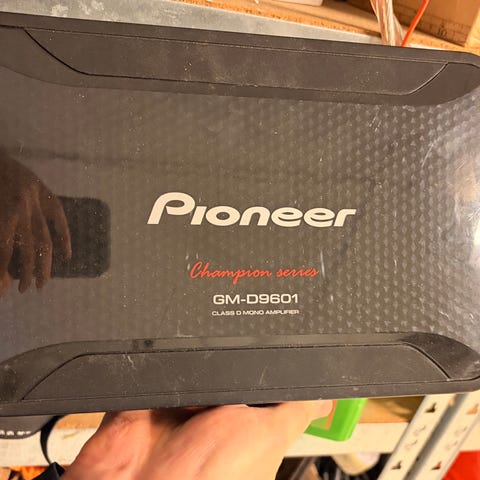 Pioneer
Champion series
GM-D9601
CLASS D MONO AMPLIFIER